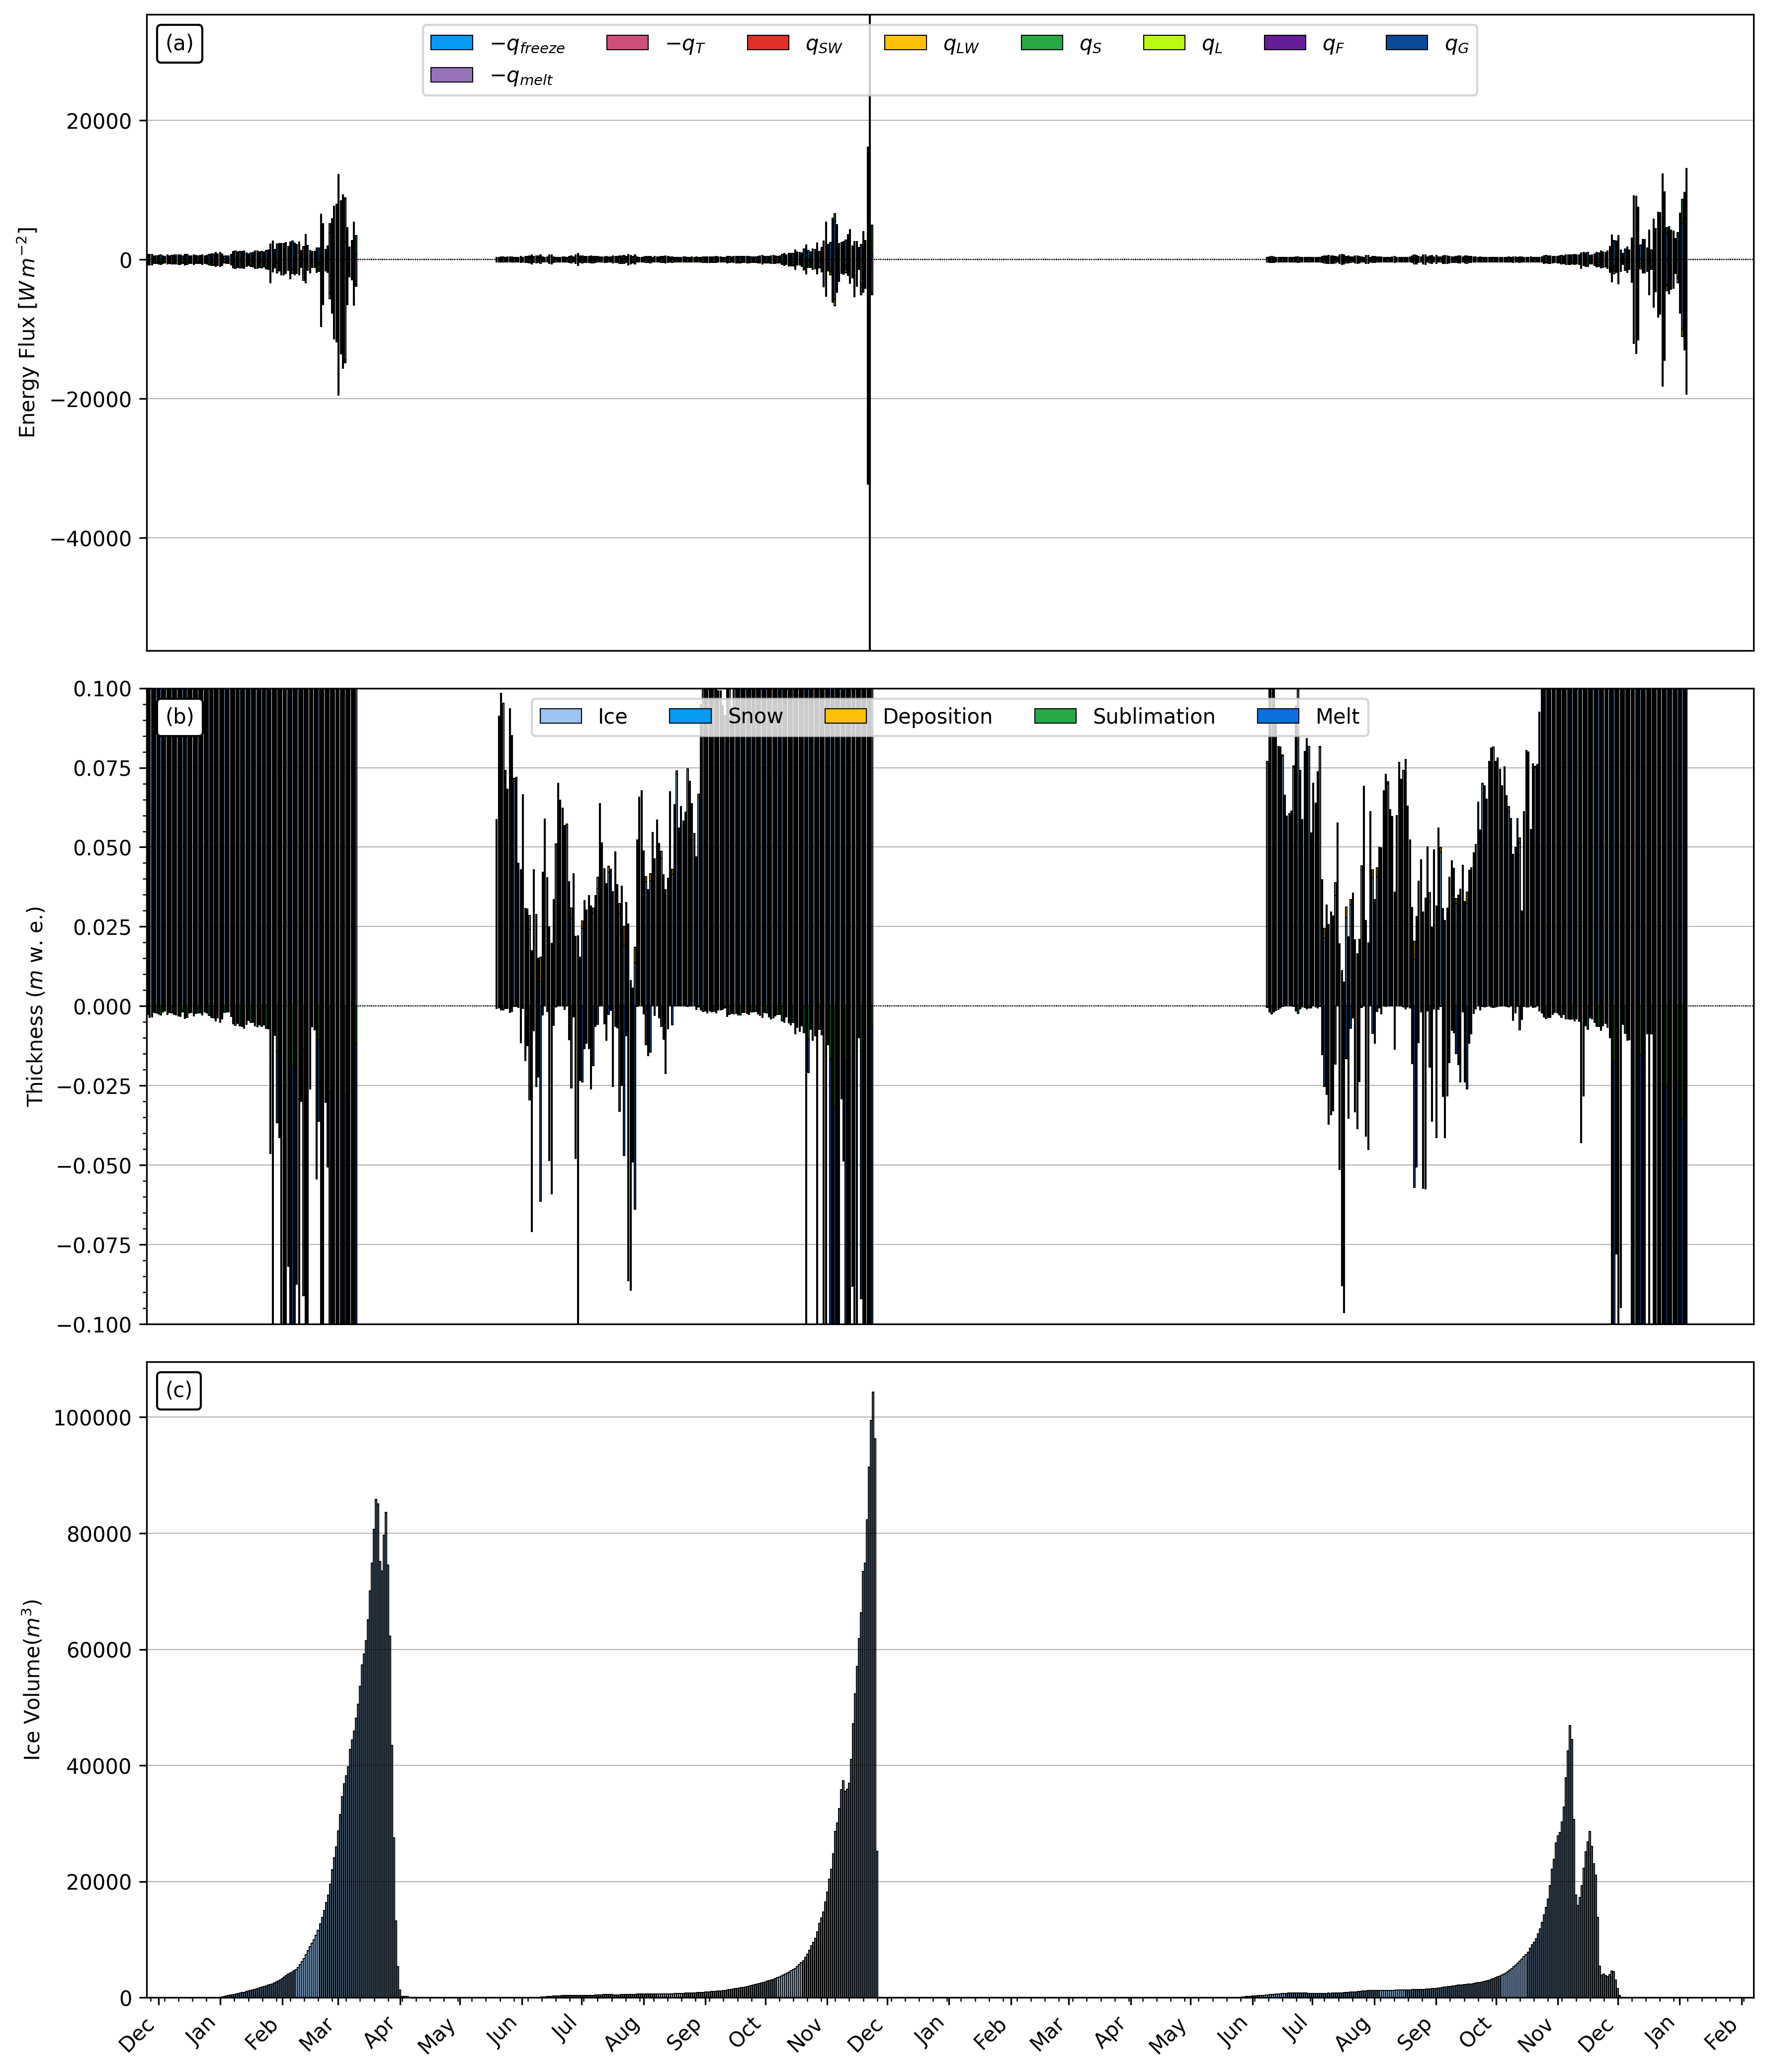 (a)
−q_freeze −q_T q_SW q_LW q_S q_L q_F q_G
−q_melt
Energy Flux [W m⁻²]
20000
0
−20000
−40000
(b)
Ice Snow Deposition Sublimation Melt
Thickness (m w. e.)
0.100
0.075
0.050
0.025
0.000
−0.025
−0.050
−0.075
−0.100
(c)
Ice Volume(m³)
100000
80000
60000
40000
20000
0
Dec Jan Feb Mar Apr May Jun Jul Aug Sep Oct Nov Dec Jan Feb Mar Apr May Jun Jul Aug Sep Oct Nov Dec Jan Feb